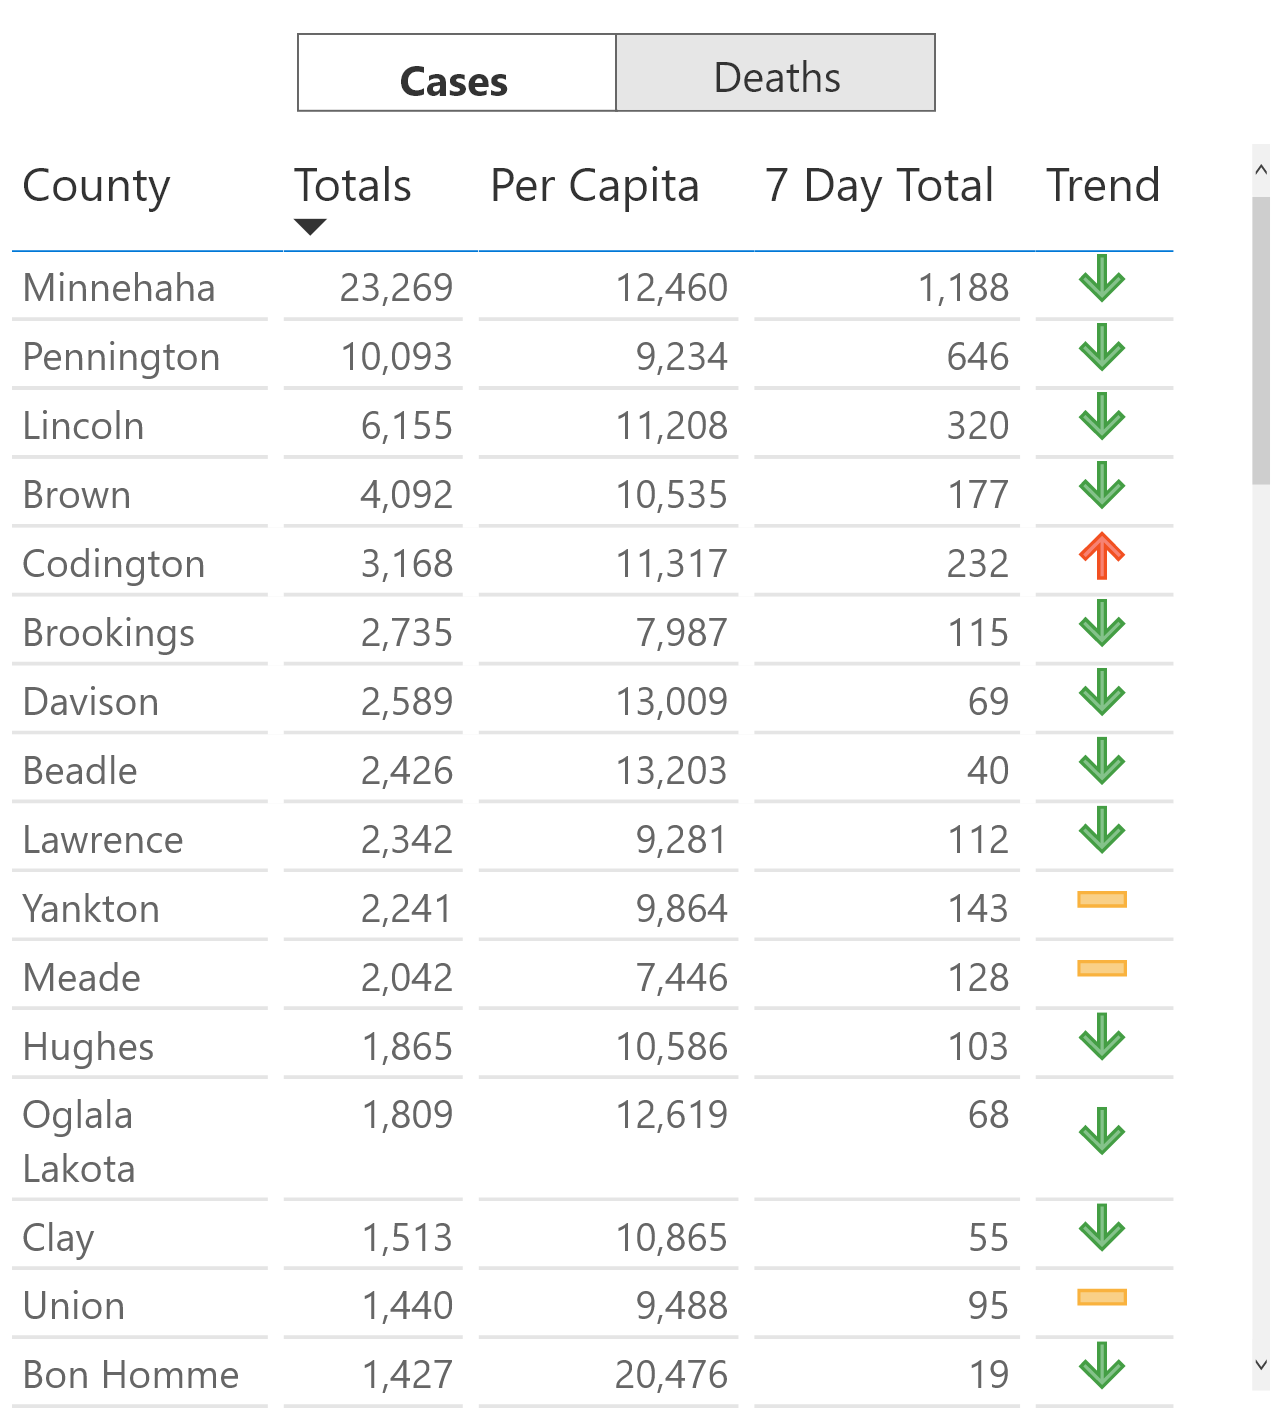 Cases Deaths
County Totals Per Capita 7 Day Total Trend
Minnehaha 23,269 12,460 1,188
Pennington 10,093 9,234 646
Lincoln 6,155 11,208 320
Brown 4,092 10,535 177
Codington 3,168 11,317 232
Brookings 2,735 7,987 115
Davison 2,589 13,009 69
Beadle 2,426 13,203 40
Lawrence 2,342 9,281 112
Yankton 2,241 9,864 143
Meade 2,042 7,446 128
Hughes 1,865 10,586 103
Oglala 1,809 12,619 68
Lakota
Clay 1,513 10,865 55
Union 1,440 9,488 95
Bon Homme 1,427 20,476 19